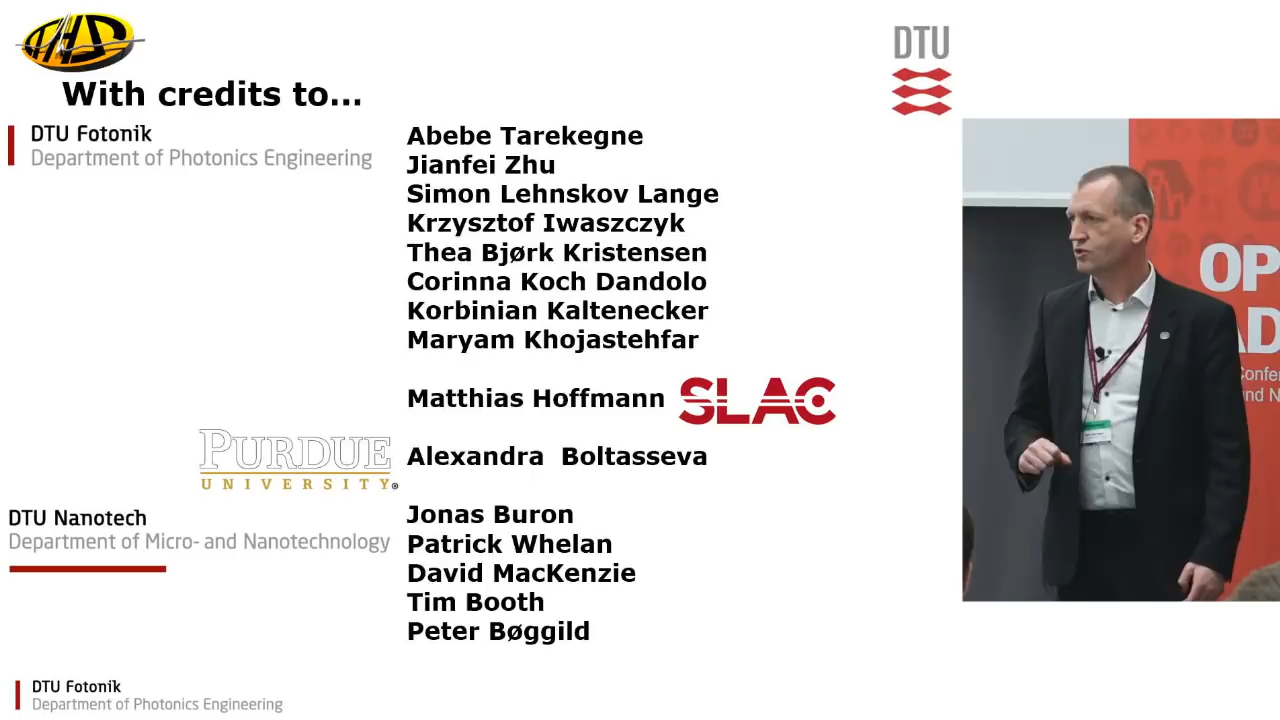 With credits to...
DTU
DTU Fotonik
Department of Photonics Engineering
Abebe Tarekegne
Jianfei Zhu
Simon Lehnskov Lange
Krzysztof Iwaszczyk
Thea Bjørk Kristensen
Corinna Koch Dandolo
Korbinian Kaltenecker
Maryam Khojastehfar
Matthias Hoffmann
SLAC
PURDUE
UNIVERSITY®
Alexandra Boltasseva
DTU Nanotech
Department of Micro- and Nanotechnology
Jonas Buron
Patrick Whelan
David MacKenzie
Tim Booth
Peter Bøggild
OP
AD
Confe
und N
DTU Fotonik
Department of Photonics Engineering